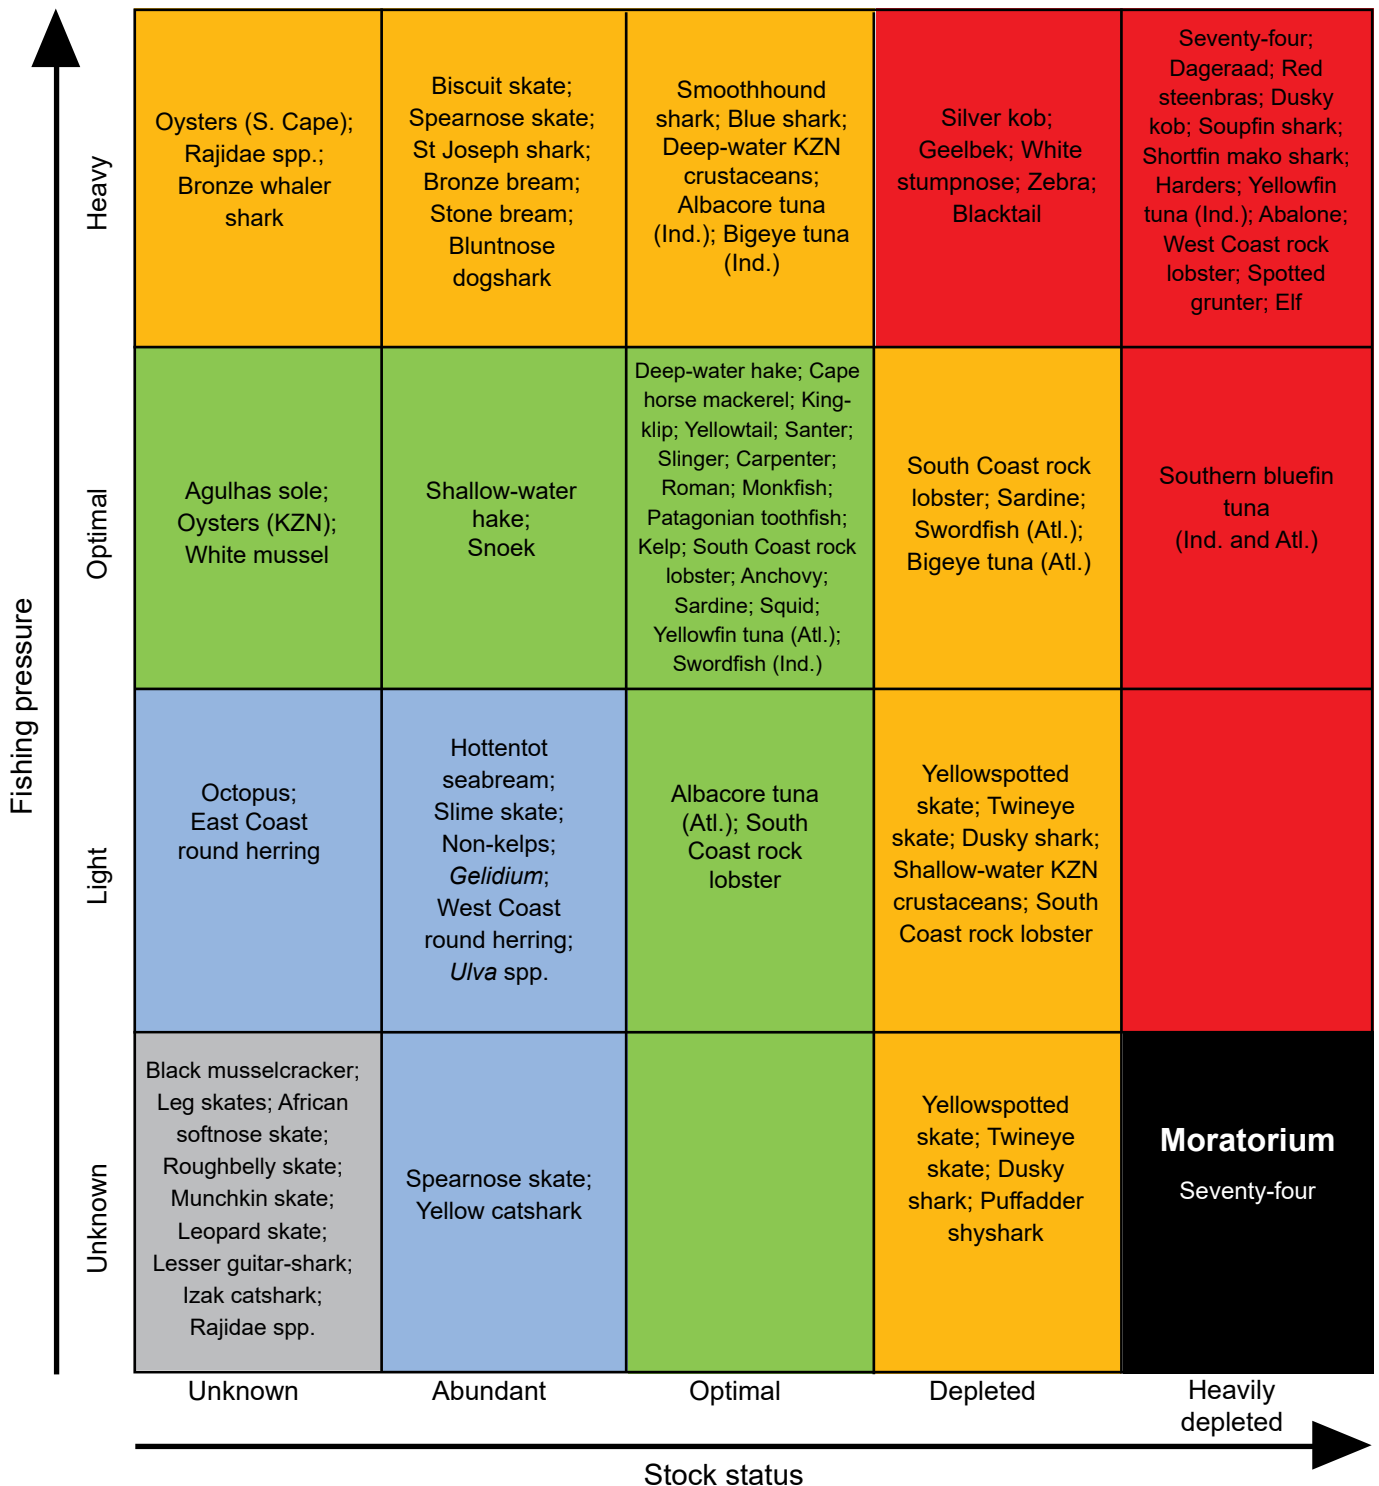 Fishing pressure
Heavy
Oysters (S. Cape);
Rajidae spp.;
Bronze whaler
shark
Biscuit skate;
Spearnose skate;
St Joseph shark;
Bronze bream;
Stone bream;
Bluntnose
dogshark
Smoothhound
shark; Blue shark;
Deep-water KZN
crustaceans;
Albacore tuna
(Ind.); Bigeye tuna
(Ind.)
Silver kob;
Geelbek; White
stumpnose; Zebra;
Blacktail
Seventy-four;
Dageraad; Red
steenbras; Dusky
kob; Soupfin shark;
Shortfin mako shark;
Harders; Yellowfin
tuna (Ind.); Abalone;
West Coast rock
lobster; Spotted
grunter; Elf
Optimal
Agulhas sole;
Oysters (KZN);
White mussel
Shallow-water
hake;
Snoek
Deep-water hake; Cape
horse mackerel; King-
klip; Yellowtail; Santer;
Slinger; Carpenter;
Roman; Monkfish;
Patagonian toothfish;
Kelp; South Coast rock
lobster; Anchovy;
Sardine; Squid;
Yellowfin tuna (Atl.);
Swordfish (Ind.)
South Coast rock
lobster; Sardine;
Swordfish (Atl.);
Bigeye tuna (Atl.)
Southern bluefin
tuna
(Ind. and Atl.)
Light
Octopus;
East Coast
round herring
Hottentot
seabream;
Slime skate;
Non-kelps;
Gelidium;
West Coast
round herring;
Ulva spp.
Albacore tuna
(Atl.); South
Coast rock
lobster
Yellowspotted
skate; Twineye
skate; Dusky shark;
Shallow-water KZN
crustaceans; South
Coast rock lobster
Unknown
Black musselcracker;
Leg skates; African
softnose skate;
Roughbelly skate;
Munchkin skate;
Leopard skate;
Lesser guitar-shark;
Izak catshark;
Rajidae spp.
Spearnose skate;
Yellow catshark
Yellowspotted
skate; Twineye
skate; Dusky
shark; Puffadder
shyshark
Moratorium
Seventy-four
Unknown
Abundant
Optimal
Depleted
Heavily
depleted
Stock status